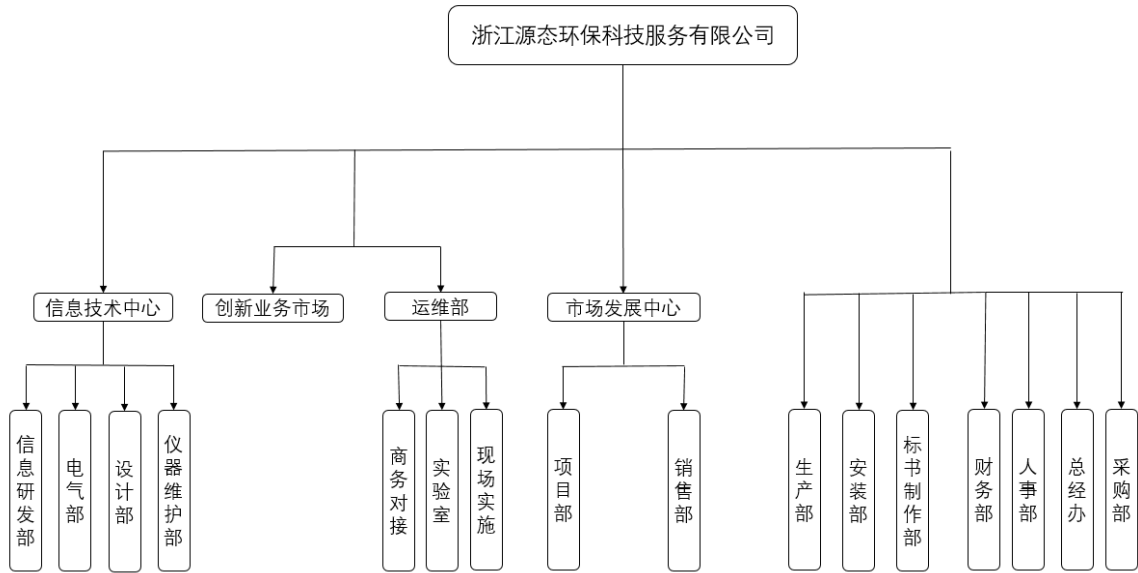 浙江源态环保科技服务有限公司
信息技术中心
创新业务市场
运维部
市场发展中心
信息研发部
电气部
设计部
仪器维护部
商务对接
实验室
现场实施
项目部
销售部
生产部
安装部
标书制作部
财务部
人事部
总经办
采购部